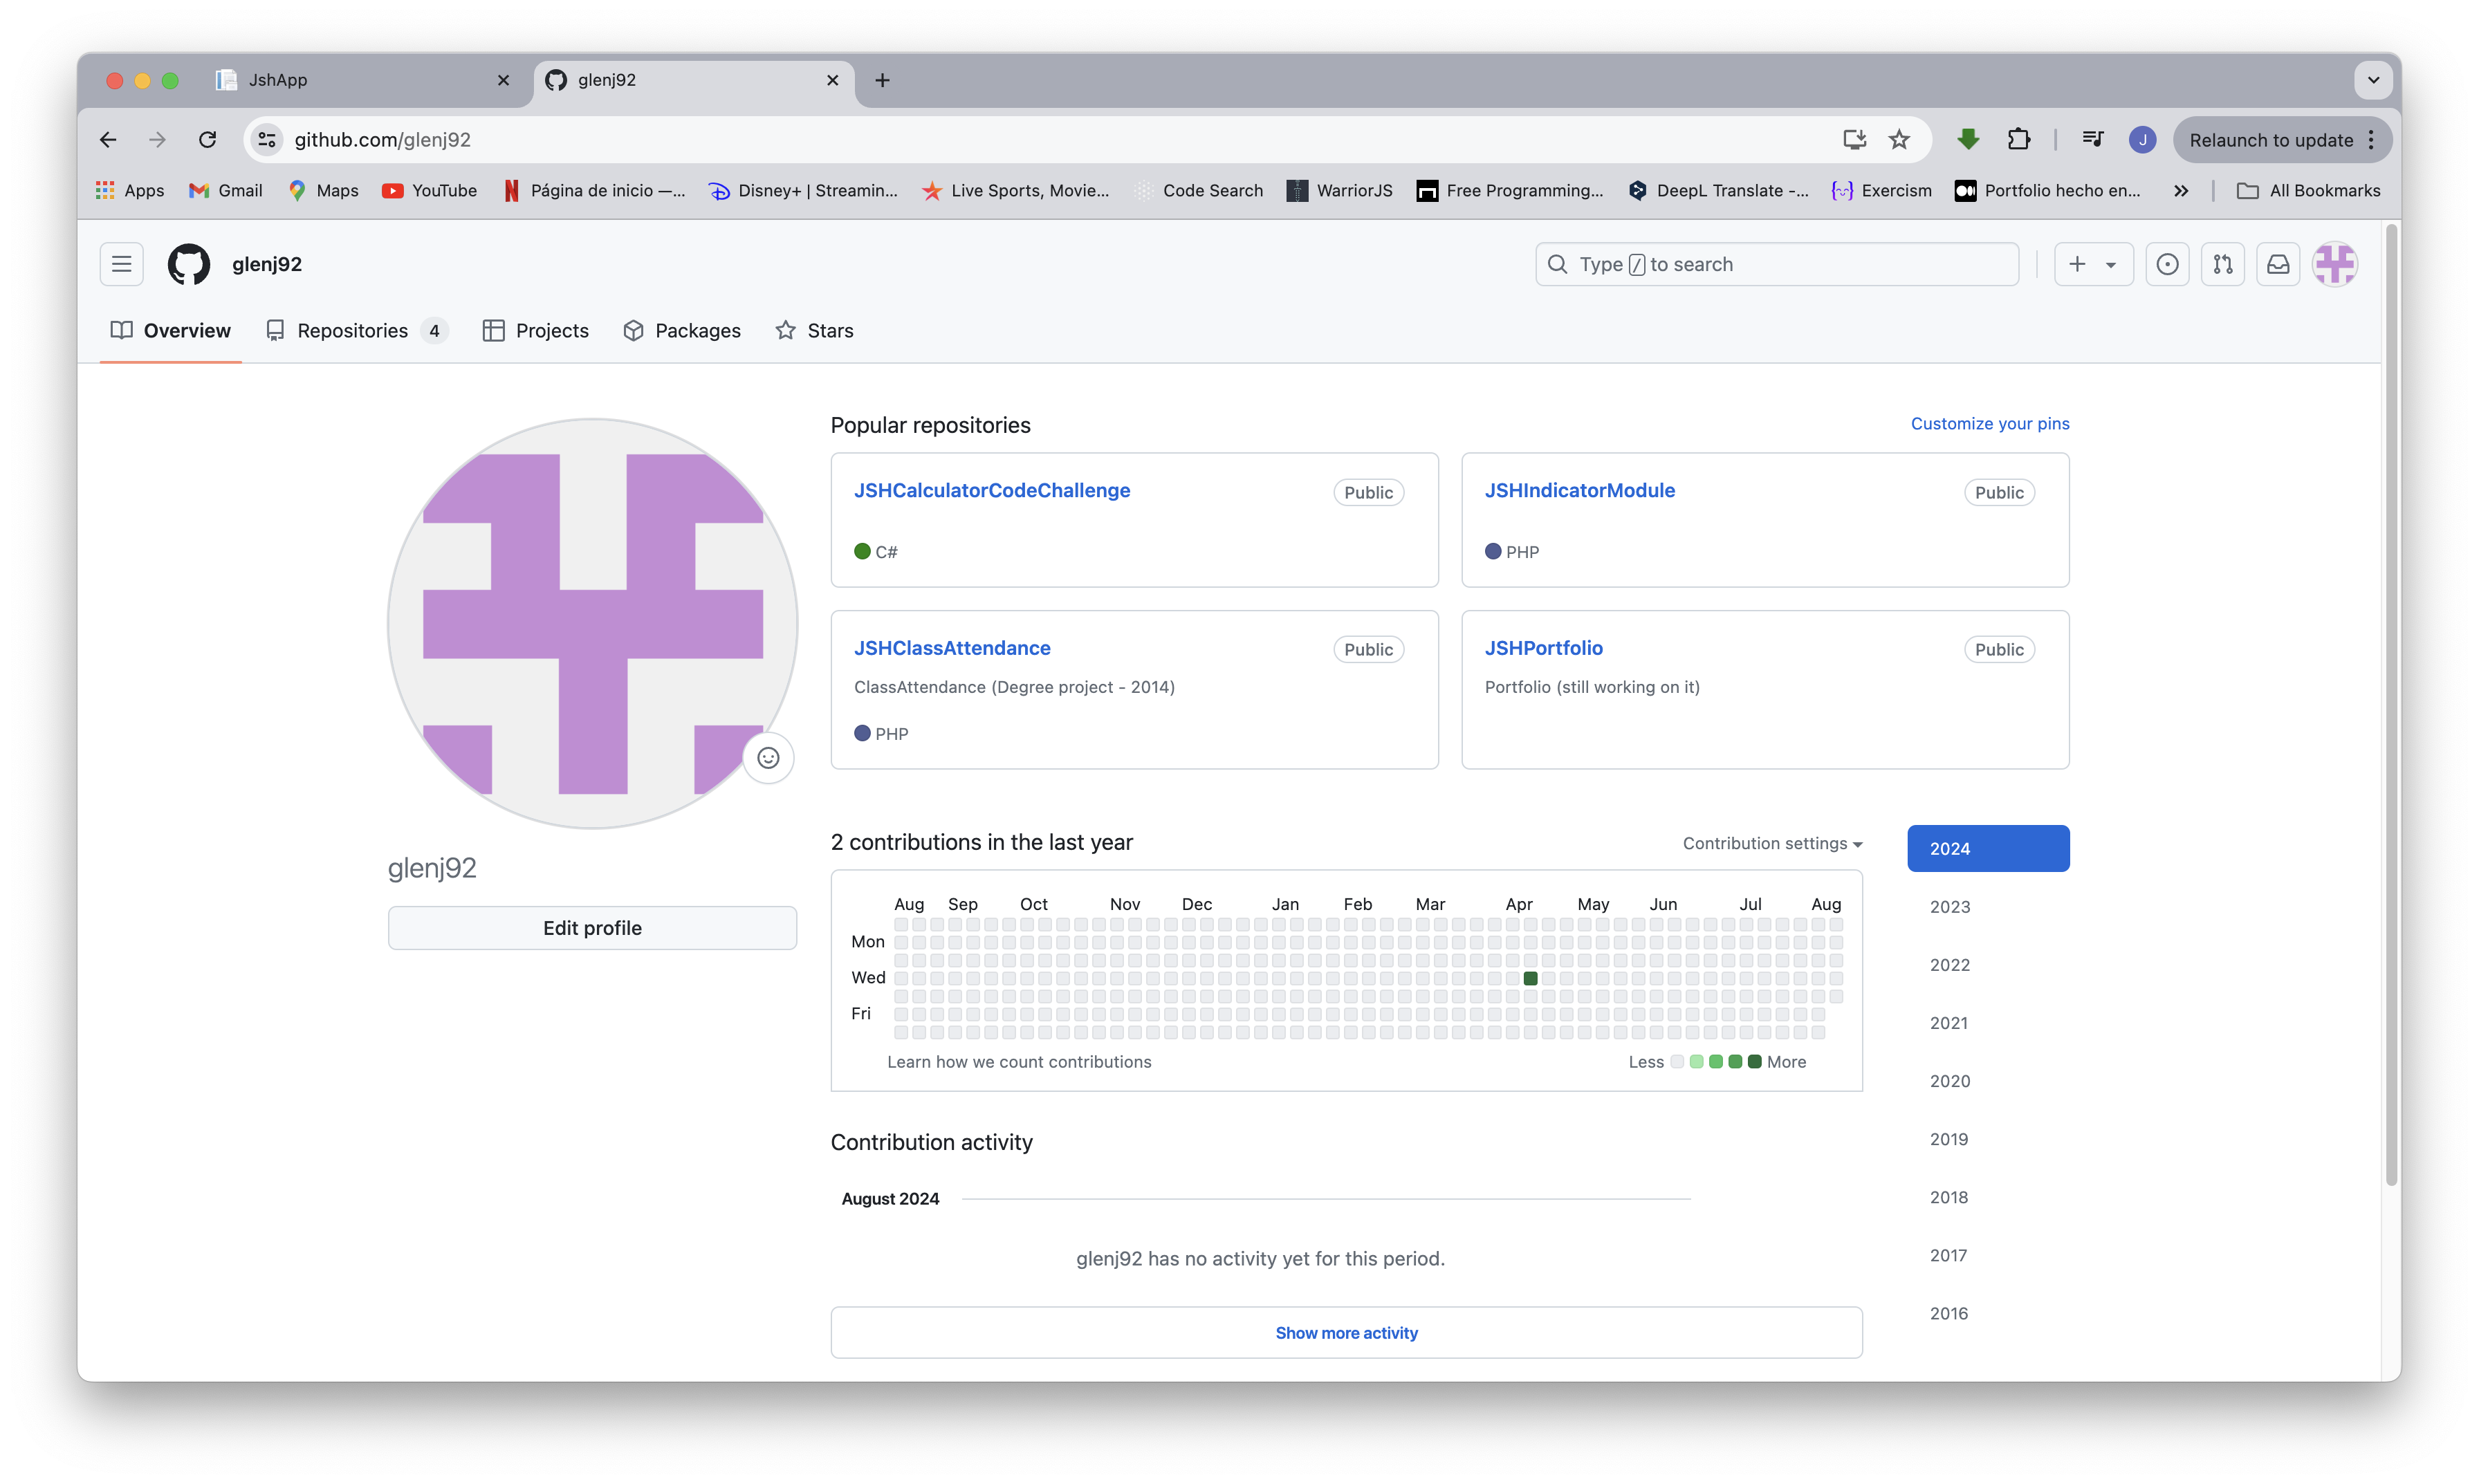 JshApp
glenj92
github.com/glenj92
J
Relaunch to update
Apps
Gmail
Maps
YouTube
Página de inicio —...
Disney+ | Streamin...
Live Sports, Movie...
Code Search
WarriorJS
Free Programming...
DeepL Translate -...
Exercism
Portfolio hecho en...
All Bookmarks
glenj92
Type / to search
Overview
Repositories 4
Projects
Packages
Stars
Popular repositories
Customize your pins
JSHCalculatorCodeChallenge
Public
C#
JSHIndicatorModule
Public
PHP
JSHClassAttendance
Public
ClassAttendance (Degree project - 2014)
PHP
JSHPortfolio
Public
Portfolio (still working on it)
glenj92
Edit profile
2 contributions in the last year
Contribution settings
Aug Sep Oct Nov Dec Jan Feb Mar Apr May Jun Jul Aug
Mon
Wed
Fri
Learn how we count contributions
Less
More
2024
2023
2022
2021
2020
2019
2018
2017
2016
Contribution activity
August 2024
glenj92 has no activity yet for this period.
Show more activity